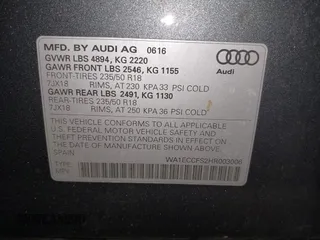 MFD. BY AUDI AG 0616
GVWR LBS 4894, KG 2220
GAWR FRONT LBS 2546, KG 1155
FRONT-TIRES 235/50 R18
7JX18 RIMS, AT 230 KPA 33 PSI COLD
GAWR REAR LBS 2491, KG 1130
REAR-TIRES 235/50 R18
7JX18 RIMS, AT 250 KPA 36 PSI COLD
THIS VEHICLE CONFORMS TO ALL APPLICABLE
FEDERAL MOTOR VEHICLE SAFETY AND THEFT
PREVENTION STANDARDS IN EFFECT ON THE
DATE OF MANUFACTURE SHOWN ABOVE.
SPAIN
TYPE:
Audi